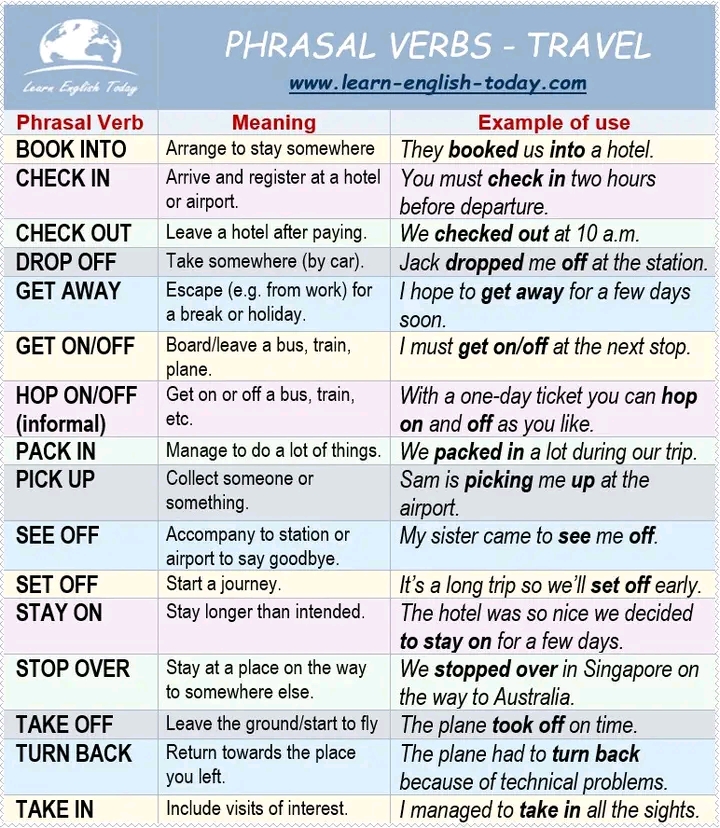 Learn English Today
PHRASAL VERBS - TRAVEL
www.learn-english-today.com
Phrasal Verb Meaning Example of use
BOOK INTO Arrange to stay somewhere They booked us into a hotel.
CHECK IN Arrive and register at a hotel You must check in two hours
or airport. before departure.
CHECK OUT Leave a hotel after paying. We checked out at 10 a.m.
DROP OFF Take somewhere (by car). Jack dropped me off at the station.
GET AWAY Escape (e.g. from work) for I hope to get away for a few days
a break or holiday. soon.
GET ON/OFF Board/leave a bus, train, I must get on/off at the next stop.
plane.
HOP ON/OFF Get on or off a bus, train, With a one-day ticket you can hop
(informal) etc. on and off as you like.
PACK IN Manage to do a lot of things. We packed in a lot during our trip.
PICK UP Collect someone or Sam is picking me up at the
something. airport.
SEE OFF Accompany to station or My sister came to see me off.
airport to say goodbye.
SET OFF Start a journey. It's a long trip so we'll set off early.
STAY ON Stay longer than intended. The hotel was so nice we decided
to stay on for a few days.
STOP OVER Stay at a place on the way We stopped over in Singapore on
to somewhere else. the way to Australia.
TAKE OFF Leave the ground/start to fly The plane took off on time.
TURN BACK Return towards the place The plane had to turn back
you left. because of technical problems.
TAKE IN Include visits of interest. I managed to take in all the sights.